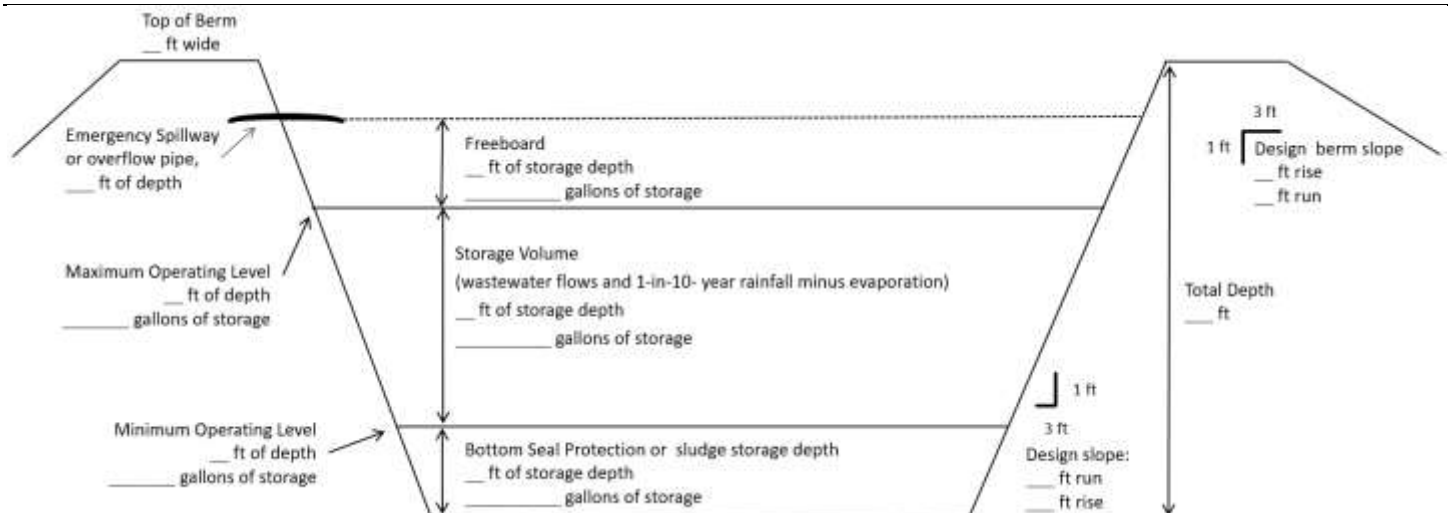 Top of Berm
__ ft wide
Emergency Spillway
or overflow pipe,
___ ft of depth
Freeboard
__ ft of storage depth
__________ gallons of storage
3 ft
1 ft
Design berm slope
__ ft rise
__ ft run
Maximum Operating Level
__ ft of depth
_______ gallons of storage
Storage Volume
(wastewater flows and 1-in-10- year rainfall minus evaporation)
__ ft of storage depth
__________ gallons of storage
Total Depth
___ ft
1 ft
3 ft
Design slope:
___ ft run
___ ft rise
Minimum Operating Level
__ ft of depth
_______ gallons of storage
Bottom Seal Protection or sludge storage depth
__ ft of storage depth
__________ gallons of storage